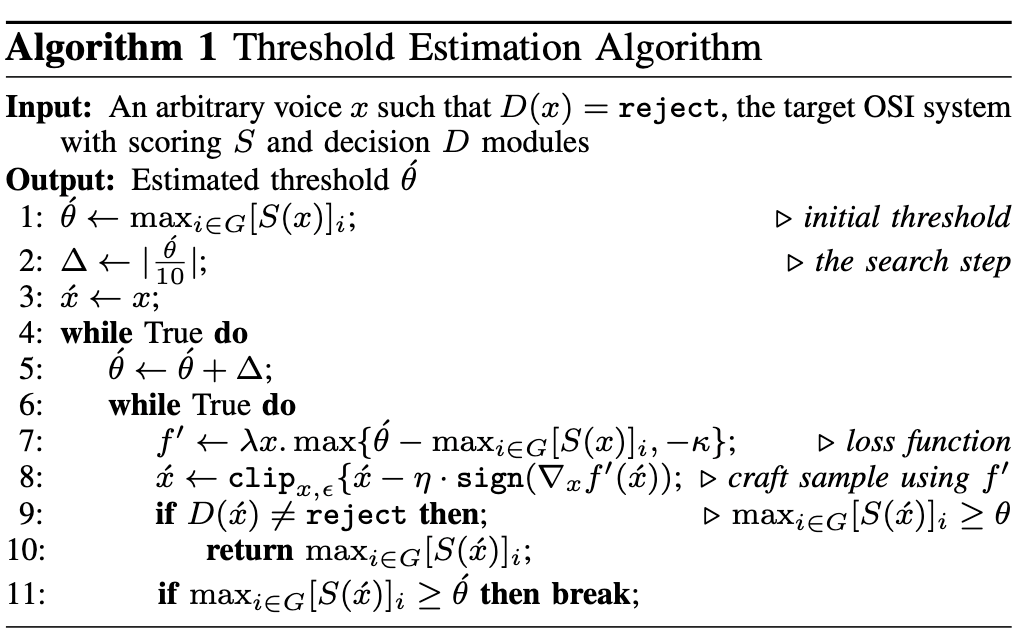 Algorithm 1 Threshold Estimation Algorithm
Input: An arbitrary voice x such that D(x) = reject, the target OSI system
with scoring S and decision D modules
Output: Estimated threshold θ́
1: θ́ ← max_{i∈G}[S(x)]_i; ▷ initial threshold
2: Δ ← |θ́/10|; ▷ the search step
3: x́ ← x;
4: while True do
5: θ́ ← θ́ + Δ;
6: while True do
7: f′ ← λx. max{θ́ − max_{i∈G}[S(x)]_i, −κ}; ▷ loss function
8: x́ ← clip_{x,ϵ}{x́ − η · sign(∇_x f′(x́)); ▷ craft sample using f′
9: if D(x́) ≠ reject then; ▷ max_{i∈G}[S(x́)]_i ≥ θ
10: return max_{i∈G}[S(x́)]_i;
11: if max_{i∈G}[S(x́)]_i ≥ θ́ then break;